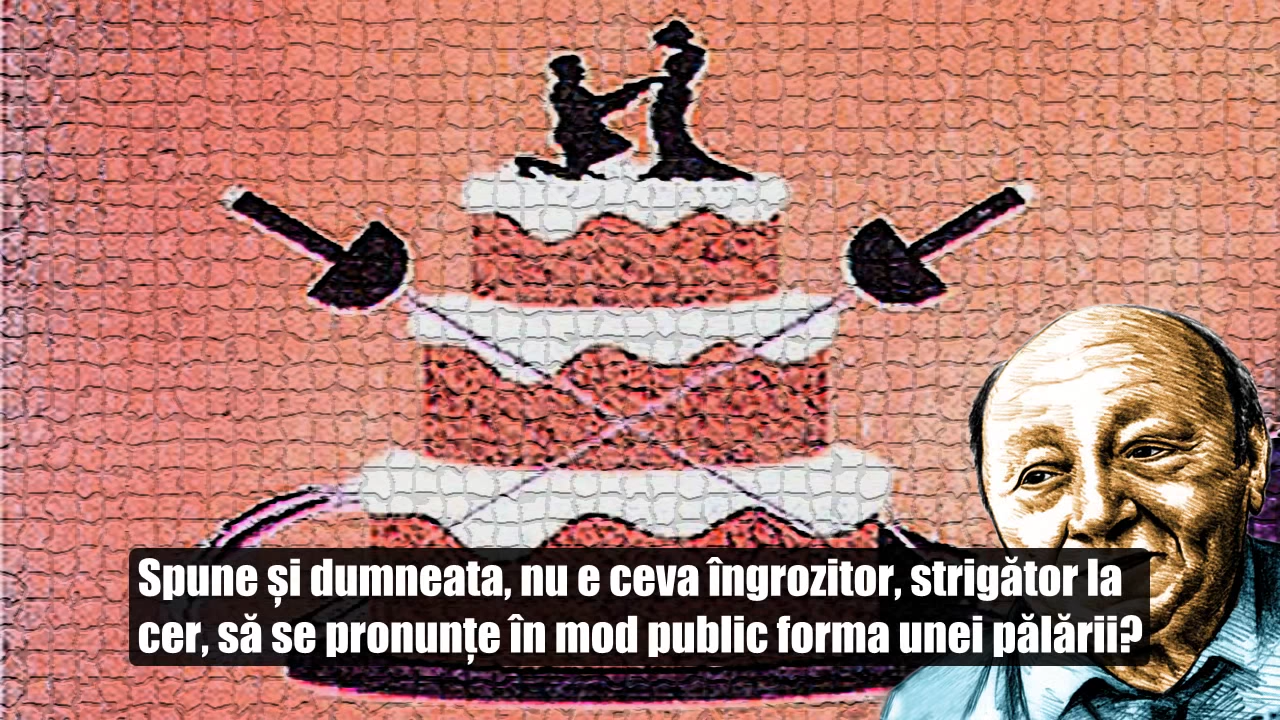 Spune și dumneata, nu e ceva îngrozitor, strigător la
cer, să se pronunțe în mod public forma unei pălării?